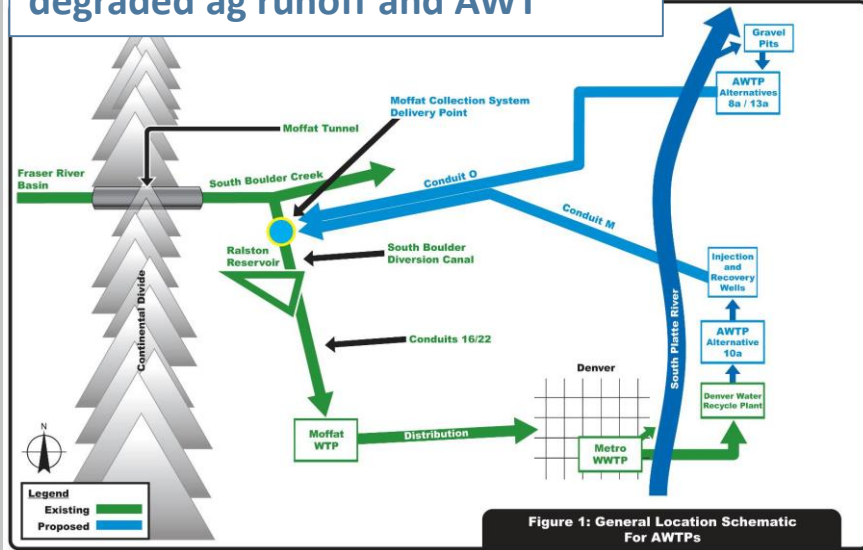 degraded ag runoff and AWT
Gravel
Pits
AWTP
Alternatives
8a / 13a
Moffat Collection System
Delivery Point
Moffat Tunnel
Fraser River
Basin
South Boulder Creek
Conduit O
Conduit M
Ralston
Reservoir
South Boulder
Diversion Canal
Injection
and
Recovery
Wells
Continental Divide
South Platte River
Conduits 16/22
AWTP
Alternative
10a
Denver
Denver Water
Recycle Plant
Moffat
WTP
Distribution
Metro
WWTP
N
Legend
Existing
Proposed
Figure 1: General Location Schematic
For AWTPs